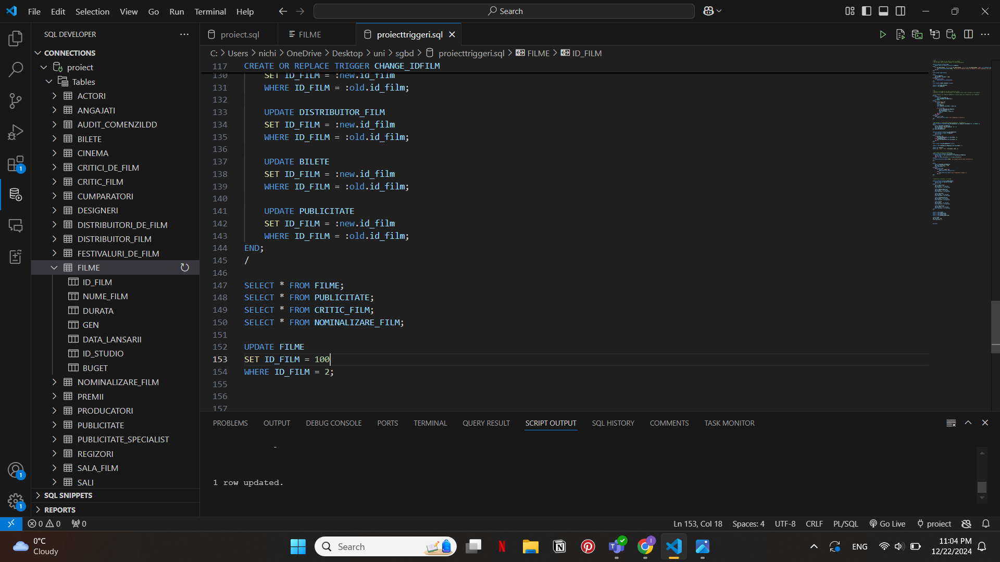 File Edit Selection View Go Run Terminal Help
Search
SQL DEVELOPER
CONNECTIONS
proiect
Tables
ACTORI
ANGAJATI
AUDIT_COMENZILDD
BILETE
CINEMA
CRITICI_DE_FILM
CRITIC_FILM
CUMPARATORI
DESIGNERI
DISTRIBUITORI_DE_FILM
DISTRIBUITOR_FILM
FESTIVALURI_DE_FILM
FILME
ID_FILM
NUME_FILM
DURATA
GEN
DATA_LANSARII
ID_STUDIO
BUGET
NOMINALIZARE_FILM
PREMII
PRODUCATORI
PUBLICITATE
PUBLICITATE_SPECIALIST
REGIZORI
SALA_FILM
SALI
SQL SNIPPETS
REPORTS
1
1
1
proiect.sql FILME proiecttriggeri.sql
C: > Users > nichi > OneDrive > Desktop > uni > sgbd > proiecttriggeri.sql > FILME > ID_FILM
117 CREATE OR REPLACE TRIGGER CHANGE_IDFILM
130 SET ID_FILM = :new.id_film
131 WHERE ID_FILM = :old.id_film;
132
133 UPDATE DISTRIBUITOR_FILM
134 SET ID_FILM = :new.id_film
135 WHERE ID_FILM = :old.id_film;
136
137 UPDATE BILETE
138 SET ID_FILM = :new.id_film
139 WHERE ID_FILM = :old.id_film;
140
141 UPDATE PUBLICITATE
142 SET ID_FILM = :new.id_film
143 WHERE ID_FILM = :old.id_film;
144 END;
145 /
146
147 SELECT * FROM FILME;
148 SELECT * FROM PUBLICITATE;
149 SELECT * FROM CRITIC_FILM;
150 SELECT * FROM NOMINALIZARE_FILM;
151
152 UPDATE FILME
153 SET ID_FILM = 100
154 WHERE ID_FILM = 2;
155
156
157
PROBLEMS OUTPUT DEBUG CONSOLE PORTS TERMINAL QUERY RESULT SCRIPT OUTPUT SQL HISTORY COMMENTS TASK MONITOR
-
1 row updated.
0 0 0 Ln 153, Col 18 Spaces: 4 UTF-8 CRLF PL/SQL Go Live proiect
0°C
Cloudy
Search
ENG
11:04 PM
12/22/2024